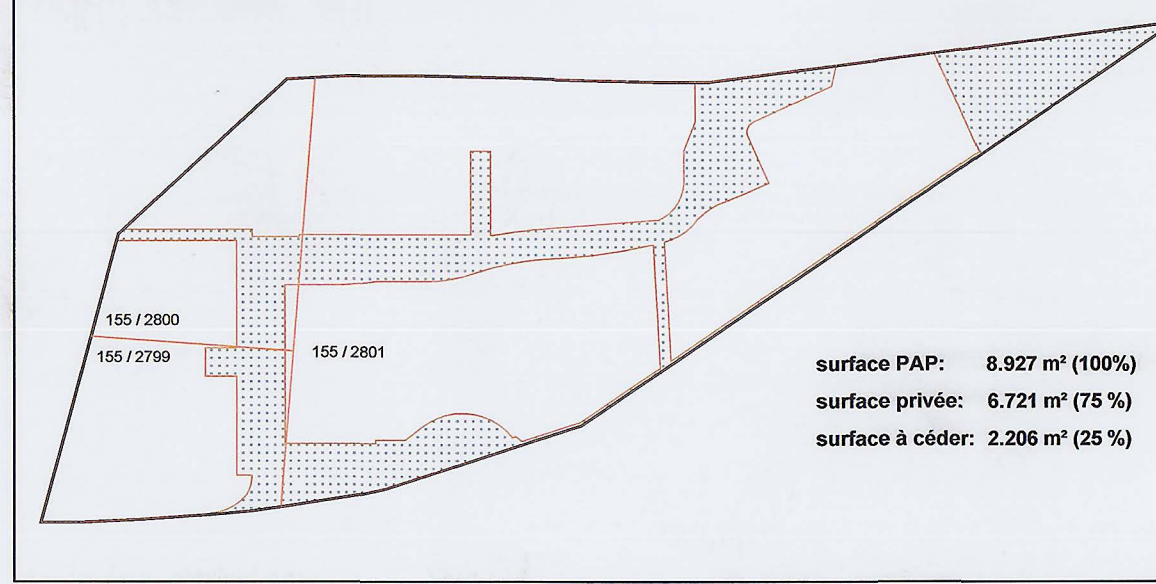 155 / 2800
155 / 2799
155 / 2801
surface PAP: 8.927 m² (100%)
surface privée: 6.721 m² (75 %)
surface à céder: 2.206 m² (25 %)